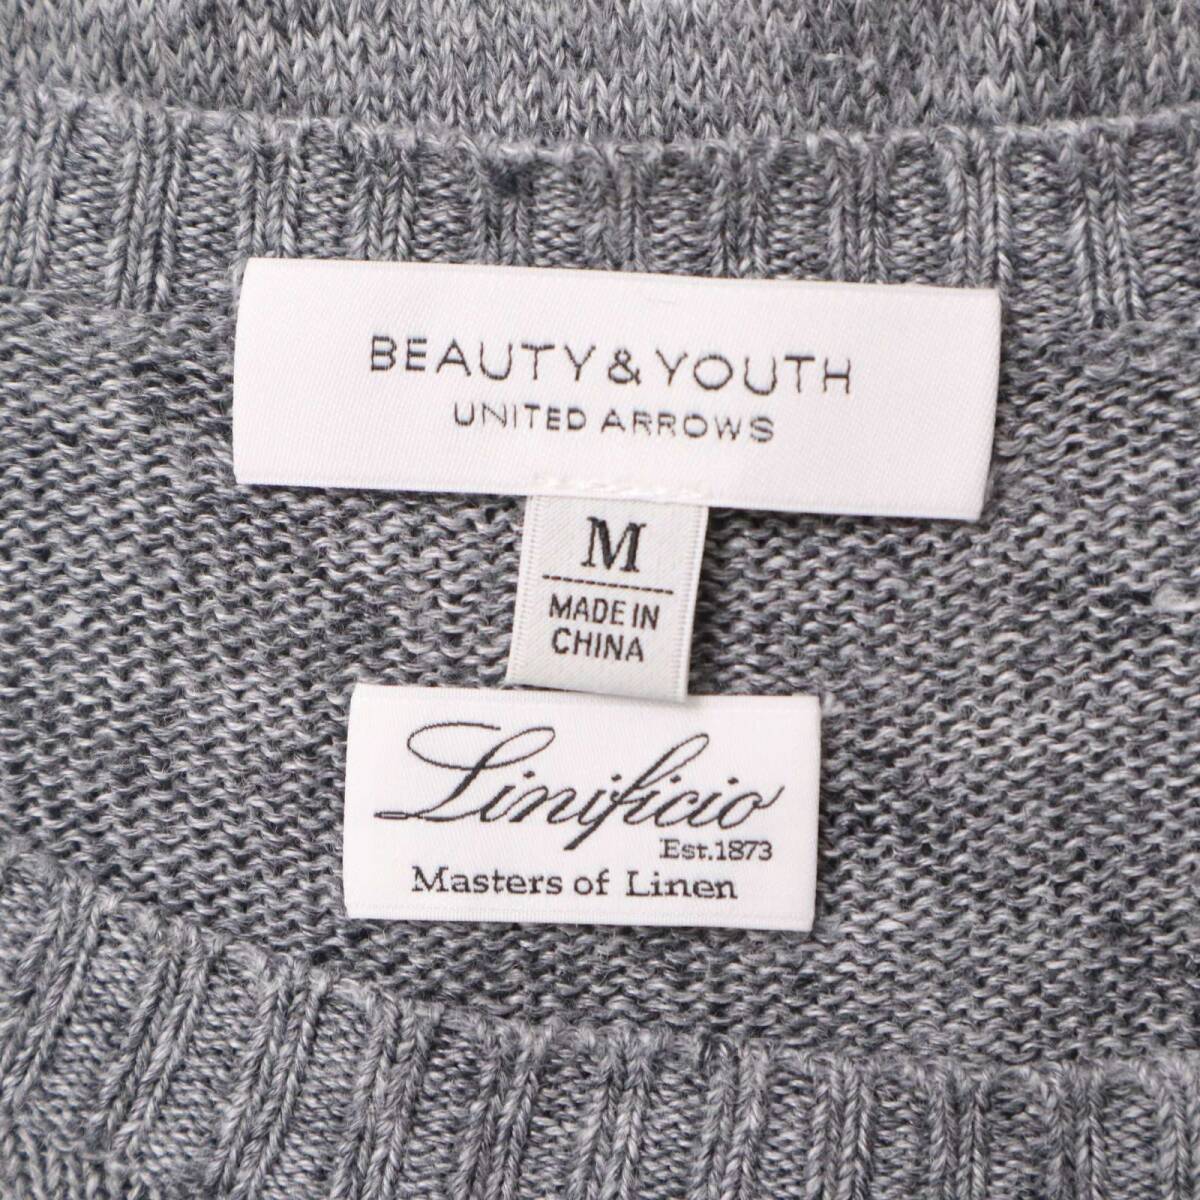 BEAUTY & YOUTH
UNITED ARROWS
M
MADE IN
CHINA
Linificio
Est.1873
Masters of Linen